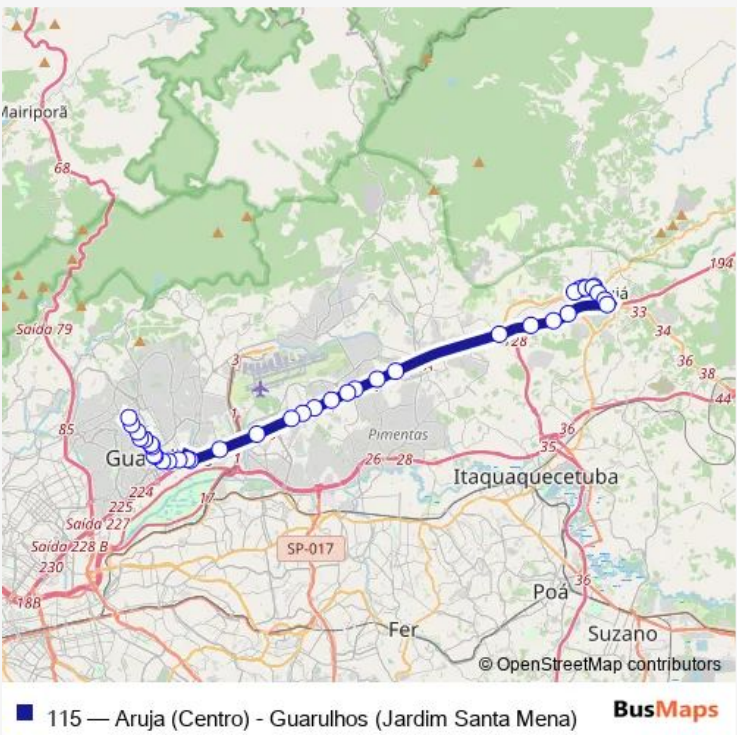 Mairiporã
68
194
iá
33
Saída 79
34
128
3
36
38
44
1
85
Pimentas
36
35
Gua
1
26
28
Itaquaquecetuba
224
17
225
Saída 227
Saída 228 B
SP-017
230
36
18B
Poá
Fer
Suzano
© OpenStreetMap contributors
115 — Aruja (Centro) - Guarulhos (Jardim Santa Mena)
BusMaps